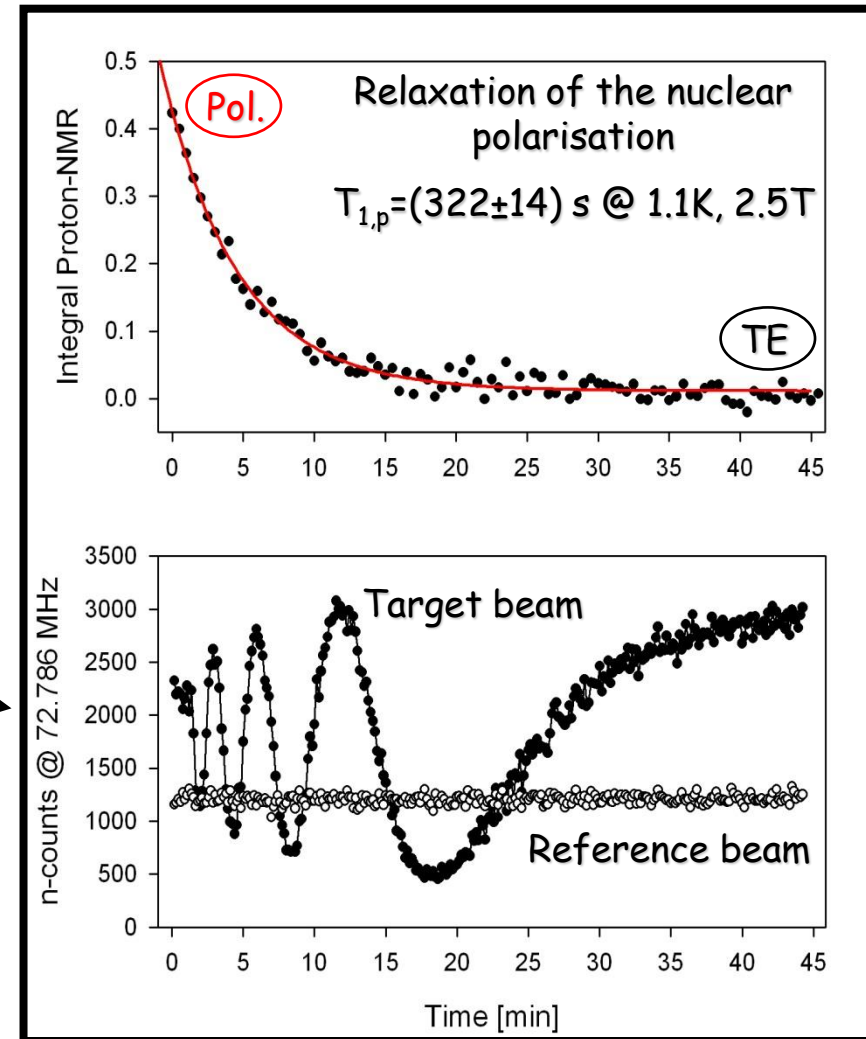 0.5
0.4
0.3
0.2
0.1
0.0
Integral Proton-NMR
Pol.
Relaxation of the nuclear
polarisation
T1,p=(322±14) s @ 1.1K, 2.5T
TE
0 5 10 15 20 25 30 35 40 45
3500
3000
2500
2000
1500
1000
500
0
n-counts @ 72.786 MHz
Target beam
Reference beam
0 5 10 15 20 25 30 35 40 45
Time [min]